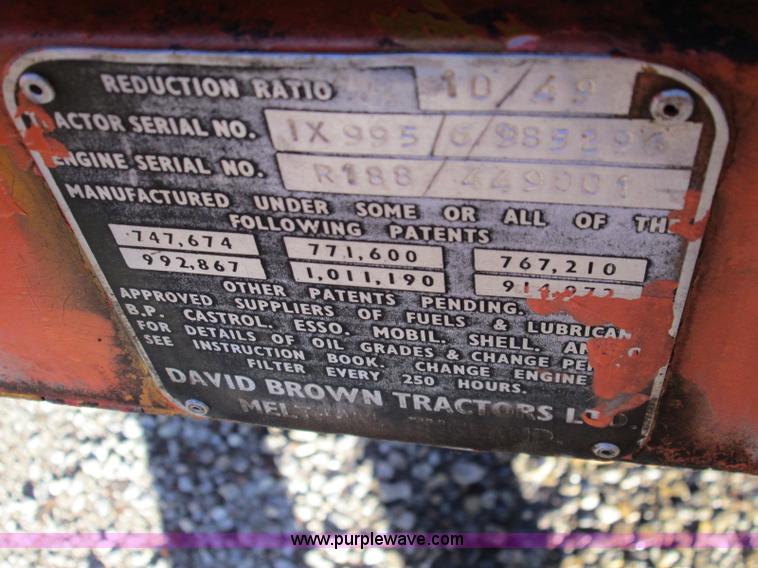 REDUCTION RATIO 10/49
ACTOR SERIAL NO. 1X995/6/985296
ENGINE SERIAL NO. R188/449001
MANUFACTURED UNDER SOME OR ALL OF THE
FOLLOWING PATENTS
747,674 771,600 767,210
992,867 1,011,190
OTHER PATENTS PENDING.
APPROVED SUPPLIERS OF FUELS & LUBRICAN
B.P. CASTROL. ESSO. MOBIL. SHELL.
FOR DETAILS OF OIL GRADES & CHANGE PE
SEE INSTRUCTION BOOK. CHANGE ENGINE
FILTER EVERY 250 HOURS.
DAVID BROWN TRACTORS LTD.
www.purplewave.com